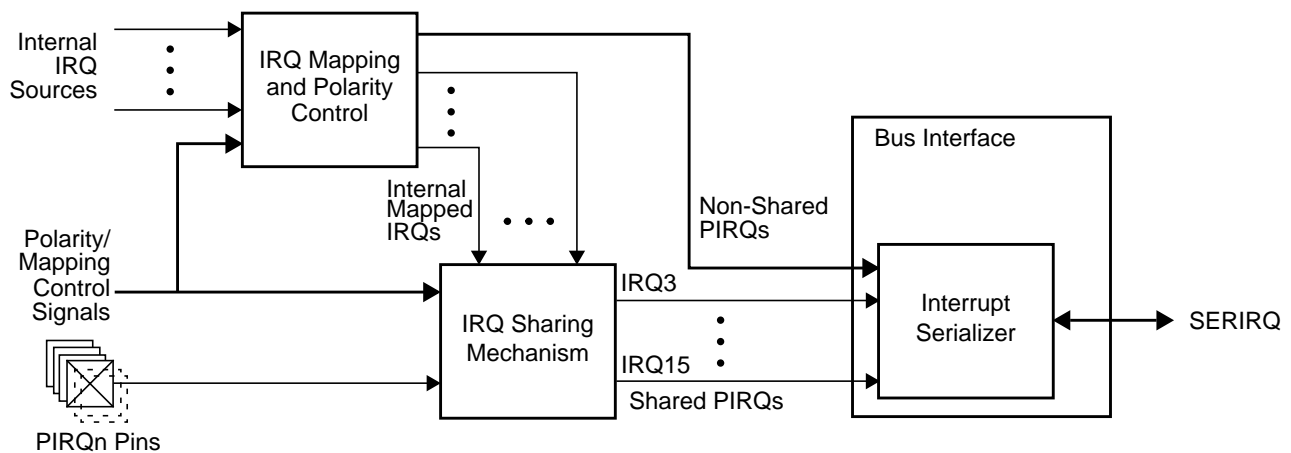 Internal
IRQ
Sources
IRQ Mapping
and Polarity
Control
Bus Interface
Internal
Mapped
IRQs
Non-Shared
PIRQs
Polarity/
Mapping
Control
Signals
IRQ Sharing
Mechanism
IRQ3
IRQ15
Shared PIRQs
Interrupt
Serializer
SERIRQ
PIRQn Pins